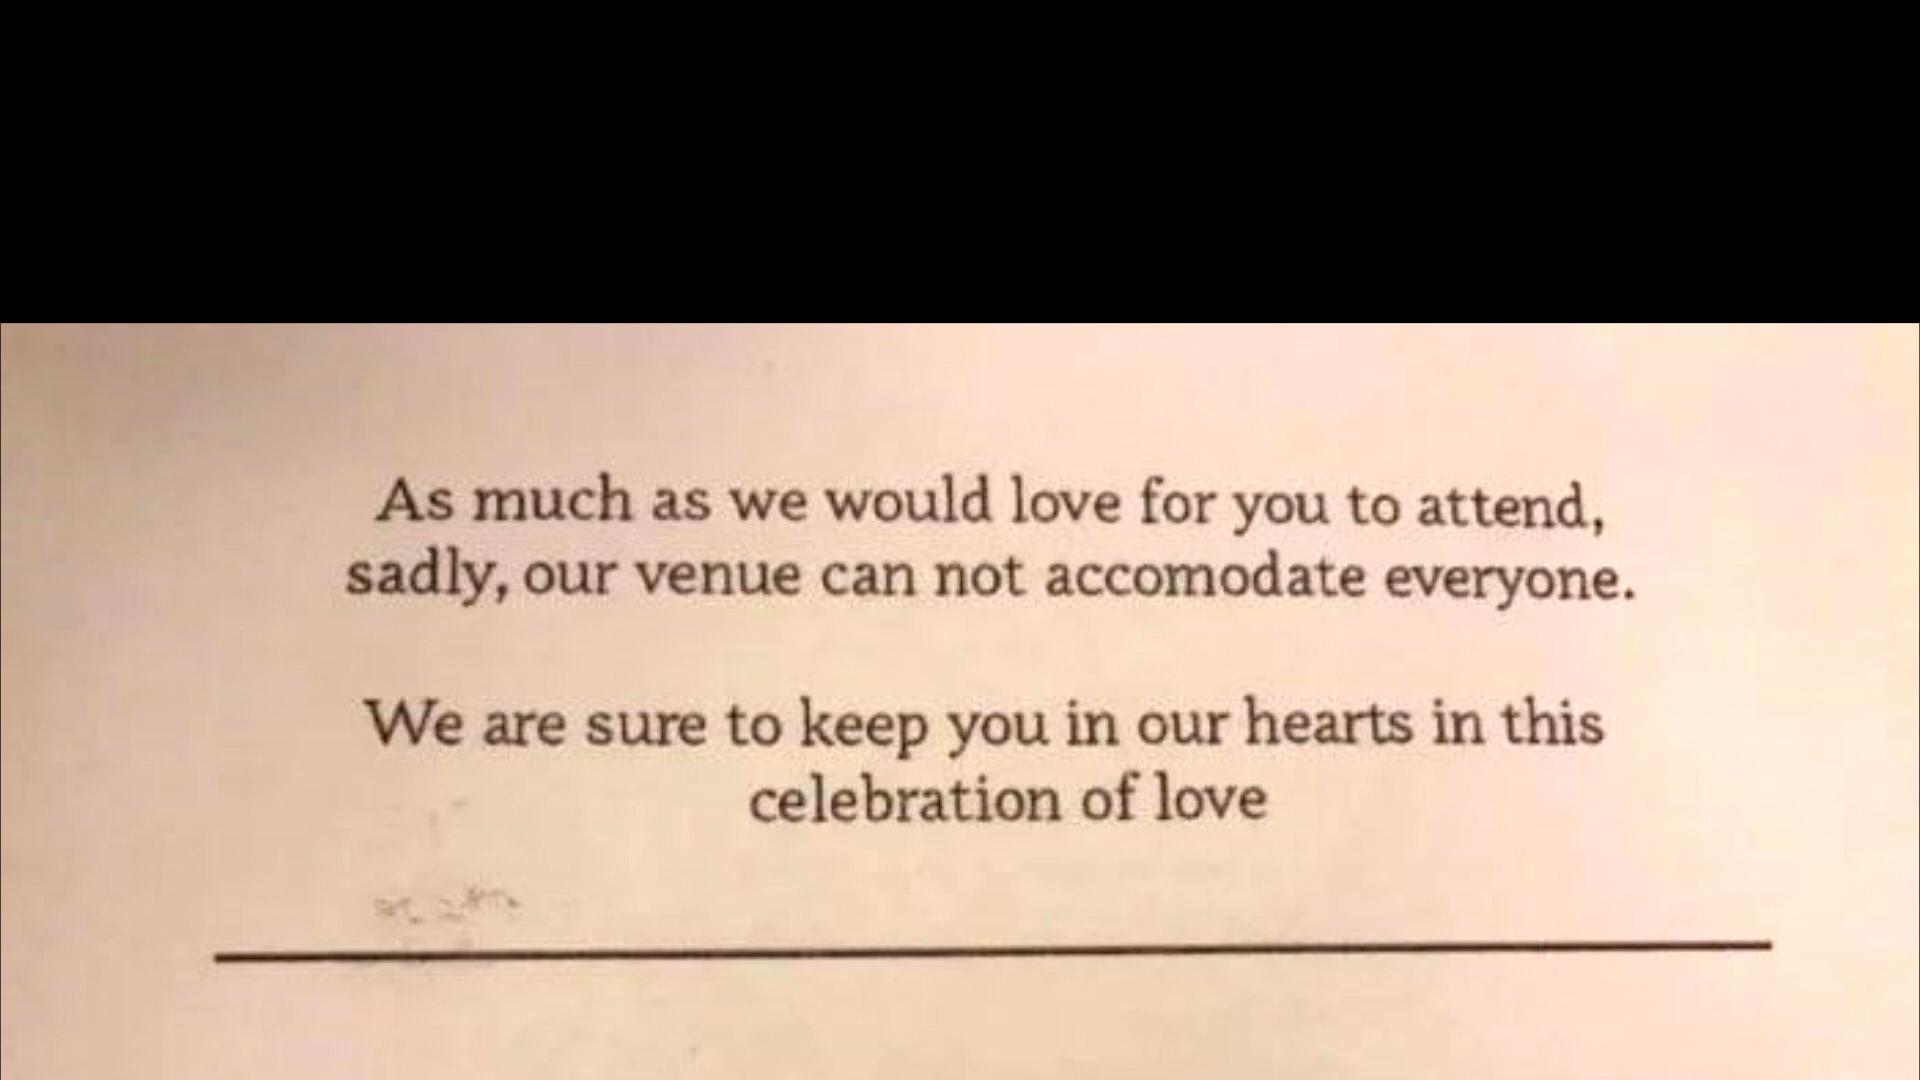 As much as we would love for you to attend,
sadly, our venue can not accomodate everyone.
We are sure to keep you in our hearts in this
celebration of love